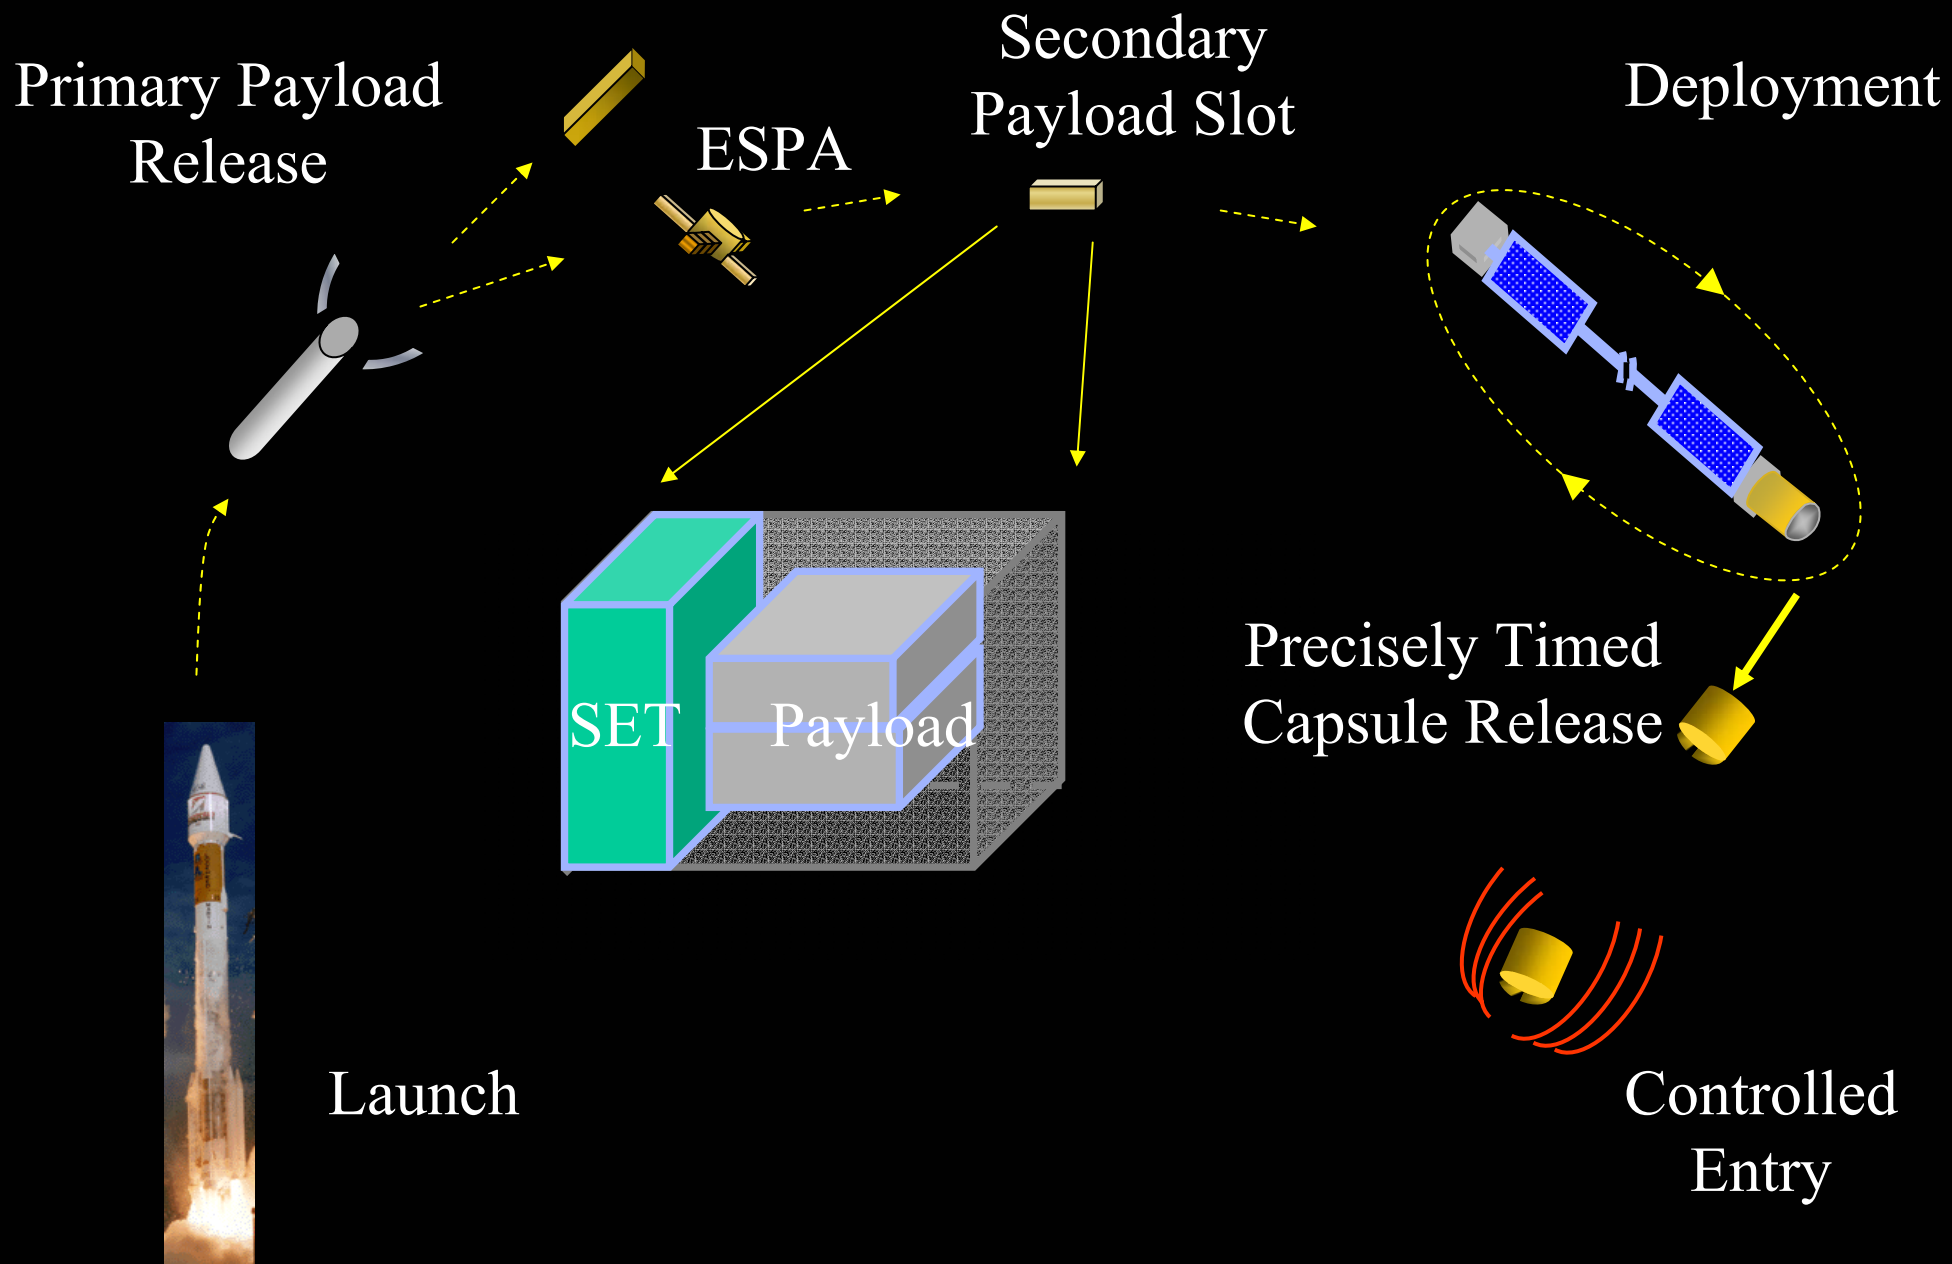 Primary Payload
Release
ESPA
Secondary
Payload Slot
Deployment
SET
Payload
Precisely Timed
Capsule Release
Launch
Controlled
Entry